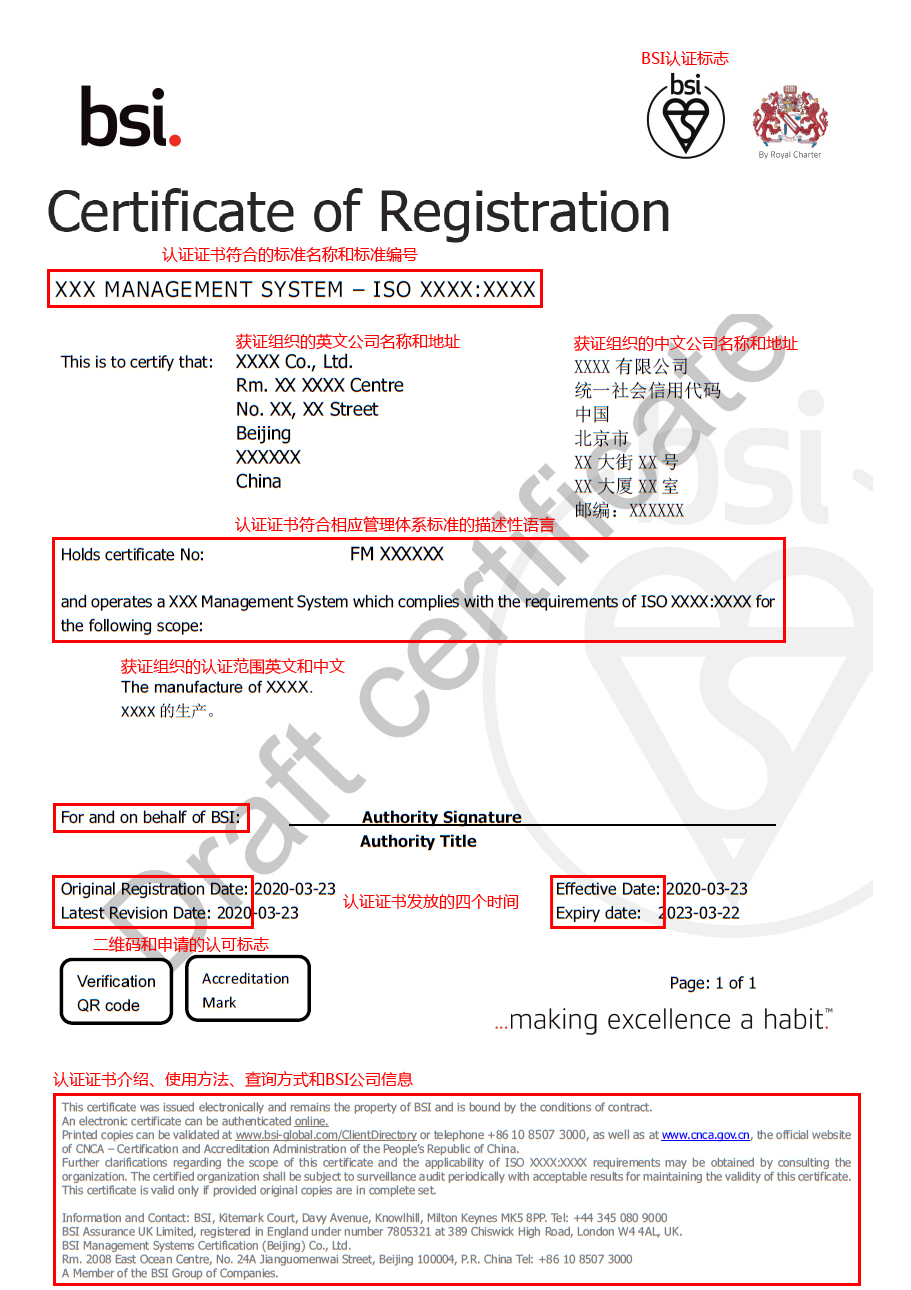 BSI认证标志
bsi.
bsi
By Royal Charter
Certificate of Registration
认证证书符合的标准名称和标准编号
XXX MANAGEMENT SYSTEM – ISO XXXX:XXXX
This is to certify that:
获证组织的英文公司名称和地址
XXXX Co., Ltd.
Rm. XX XXXX Centre
No. XX, XX Street
Beijing
XXXXXX
China
获证组织的中文公司名称和地址
XXXX 有限公司
统一社会信用代码
中国
北京市
XX 大街 XX 号
XX 大厦 XX 室
邮编：XXXXXX
bsi
Draft certificate
认证证书符合相应管理体系标准的描述性语言
Holds certificate No: FM XXXXXX
and operates a XXX Management System which complies with the requirements of ISO XXXX:XXXX for
the following scope:
获证组织的认证范围英文和中文
The manufacture of XXXX.
XXXX 的生产。
For and on behalf of BSI: Authority Signature
Authority Title
Original Registration Date: 2020-03-23
Latest Revision Date: 2020-03-23
认证证书发放的四个时间
Effective Date: 2020-03-23
Expiry date: 2023-03-22
二维码和申请的认可标志
Verification
QR code
Accreditation
Mark
Page: 1 of 1
...making excellence a habit.™
认证证书介绍、使用方法、查询方式和BSI公司信息
This certificate was issued electronically and remains the property of BSI and is bound by the conditions of contract.
An electronic certificate can be authenticated online.
Printed copies can be validated at www.bsi-global.com/ClientDirectory or telephone +86 10 8507 3000, as well as at www.cnca.gov.cn, the official website
of CNCA – Certification and Accreditation Administration of the People's Republic of China.
Further clarifications regarding the scope of this certificate and the applicability of ISO XXXX:XXXX requirements may be obtained by consulting the
organization. The certified organization shall be subject to surveillance audit periodically with acceptable results for maintaining the validity of this certificate.
This certificate is valid only if provided original copies are in complete set.
Information and Contact: BSI, Kitemark Court, Davy Avenue, Knowlhill, Milton Keynes MK5 8PP. Tel: +44 345 080 9000
BSI Assurance UK Limited, registered in England under number 7805321 at 389 Chiswick High Road, London W4 4AL, UK.
BSI Management Systems Certification (Beijing) Co., Ltd.
Rm. 2008 East Ocean Centre, No. 24A Jianguomenwai Street, Beijing 100004, P.R. China Tel: +86 10 8507 3000
A Member of the BSI Group of Companies.